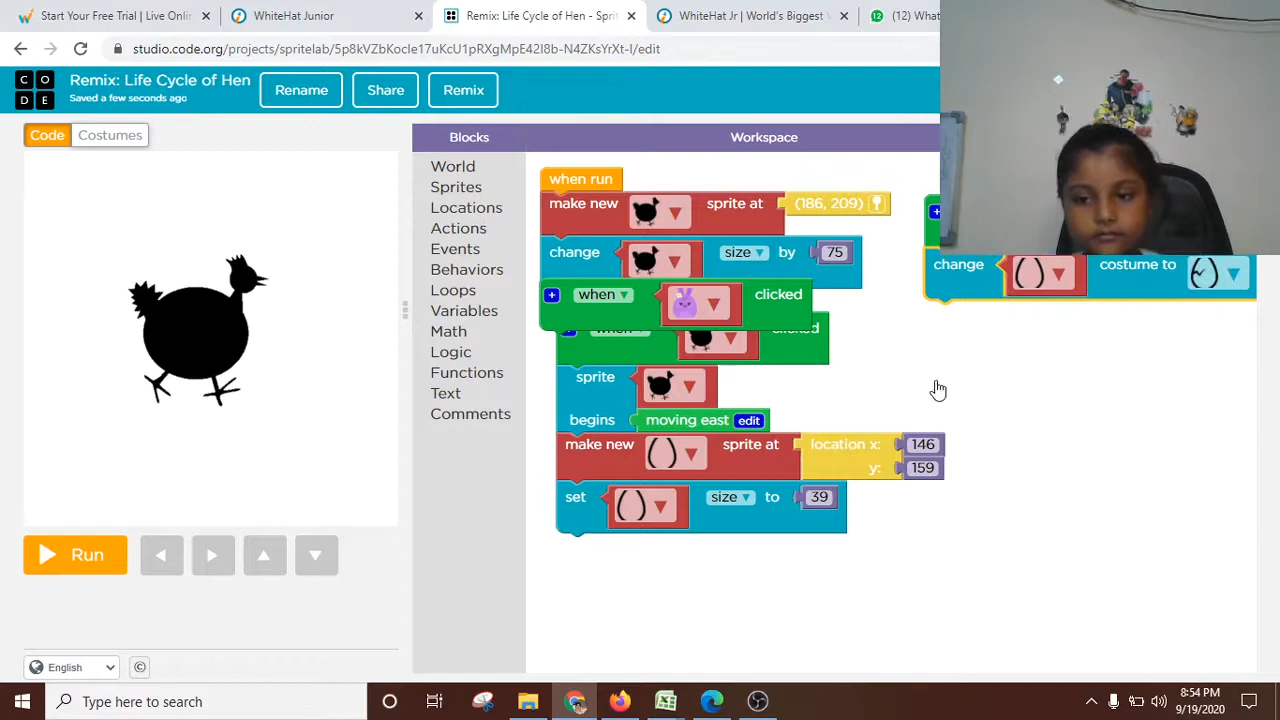 Start Your Free Trial | Live Onli
WhiteHat Junior
Remix: Life Cycle of Hen - Sprit
WhiteHat Jr | World's Biggest
(12) What
studio.code.org/projects/spritelab/5p8kVZbKocle17uKcU1pRXgMpE42I8b-N4ZKsYrXt-I/edit
C O
D E
Remix: Life Cycle of Hen
Saved a few seconds ago
Rename
Share
Remix
Code
Costumes
Blocks
Workspace
World
Sprites
Locations
Actions
Events
Behaviors
Loops
Variables
Math
Logic
Functions
Text
Comments
when run
make new sprite at (186, 209)
change size by 75
when clicked
when clicked
sprite
begins moving east edit
make new sprite at location x: 146
y: 159
set size to 39
change costume to
Run
English
©
Type here to search
8:54 PM
9/19/2020